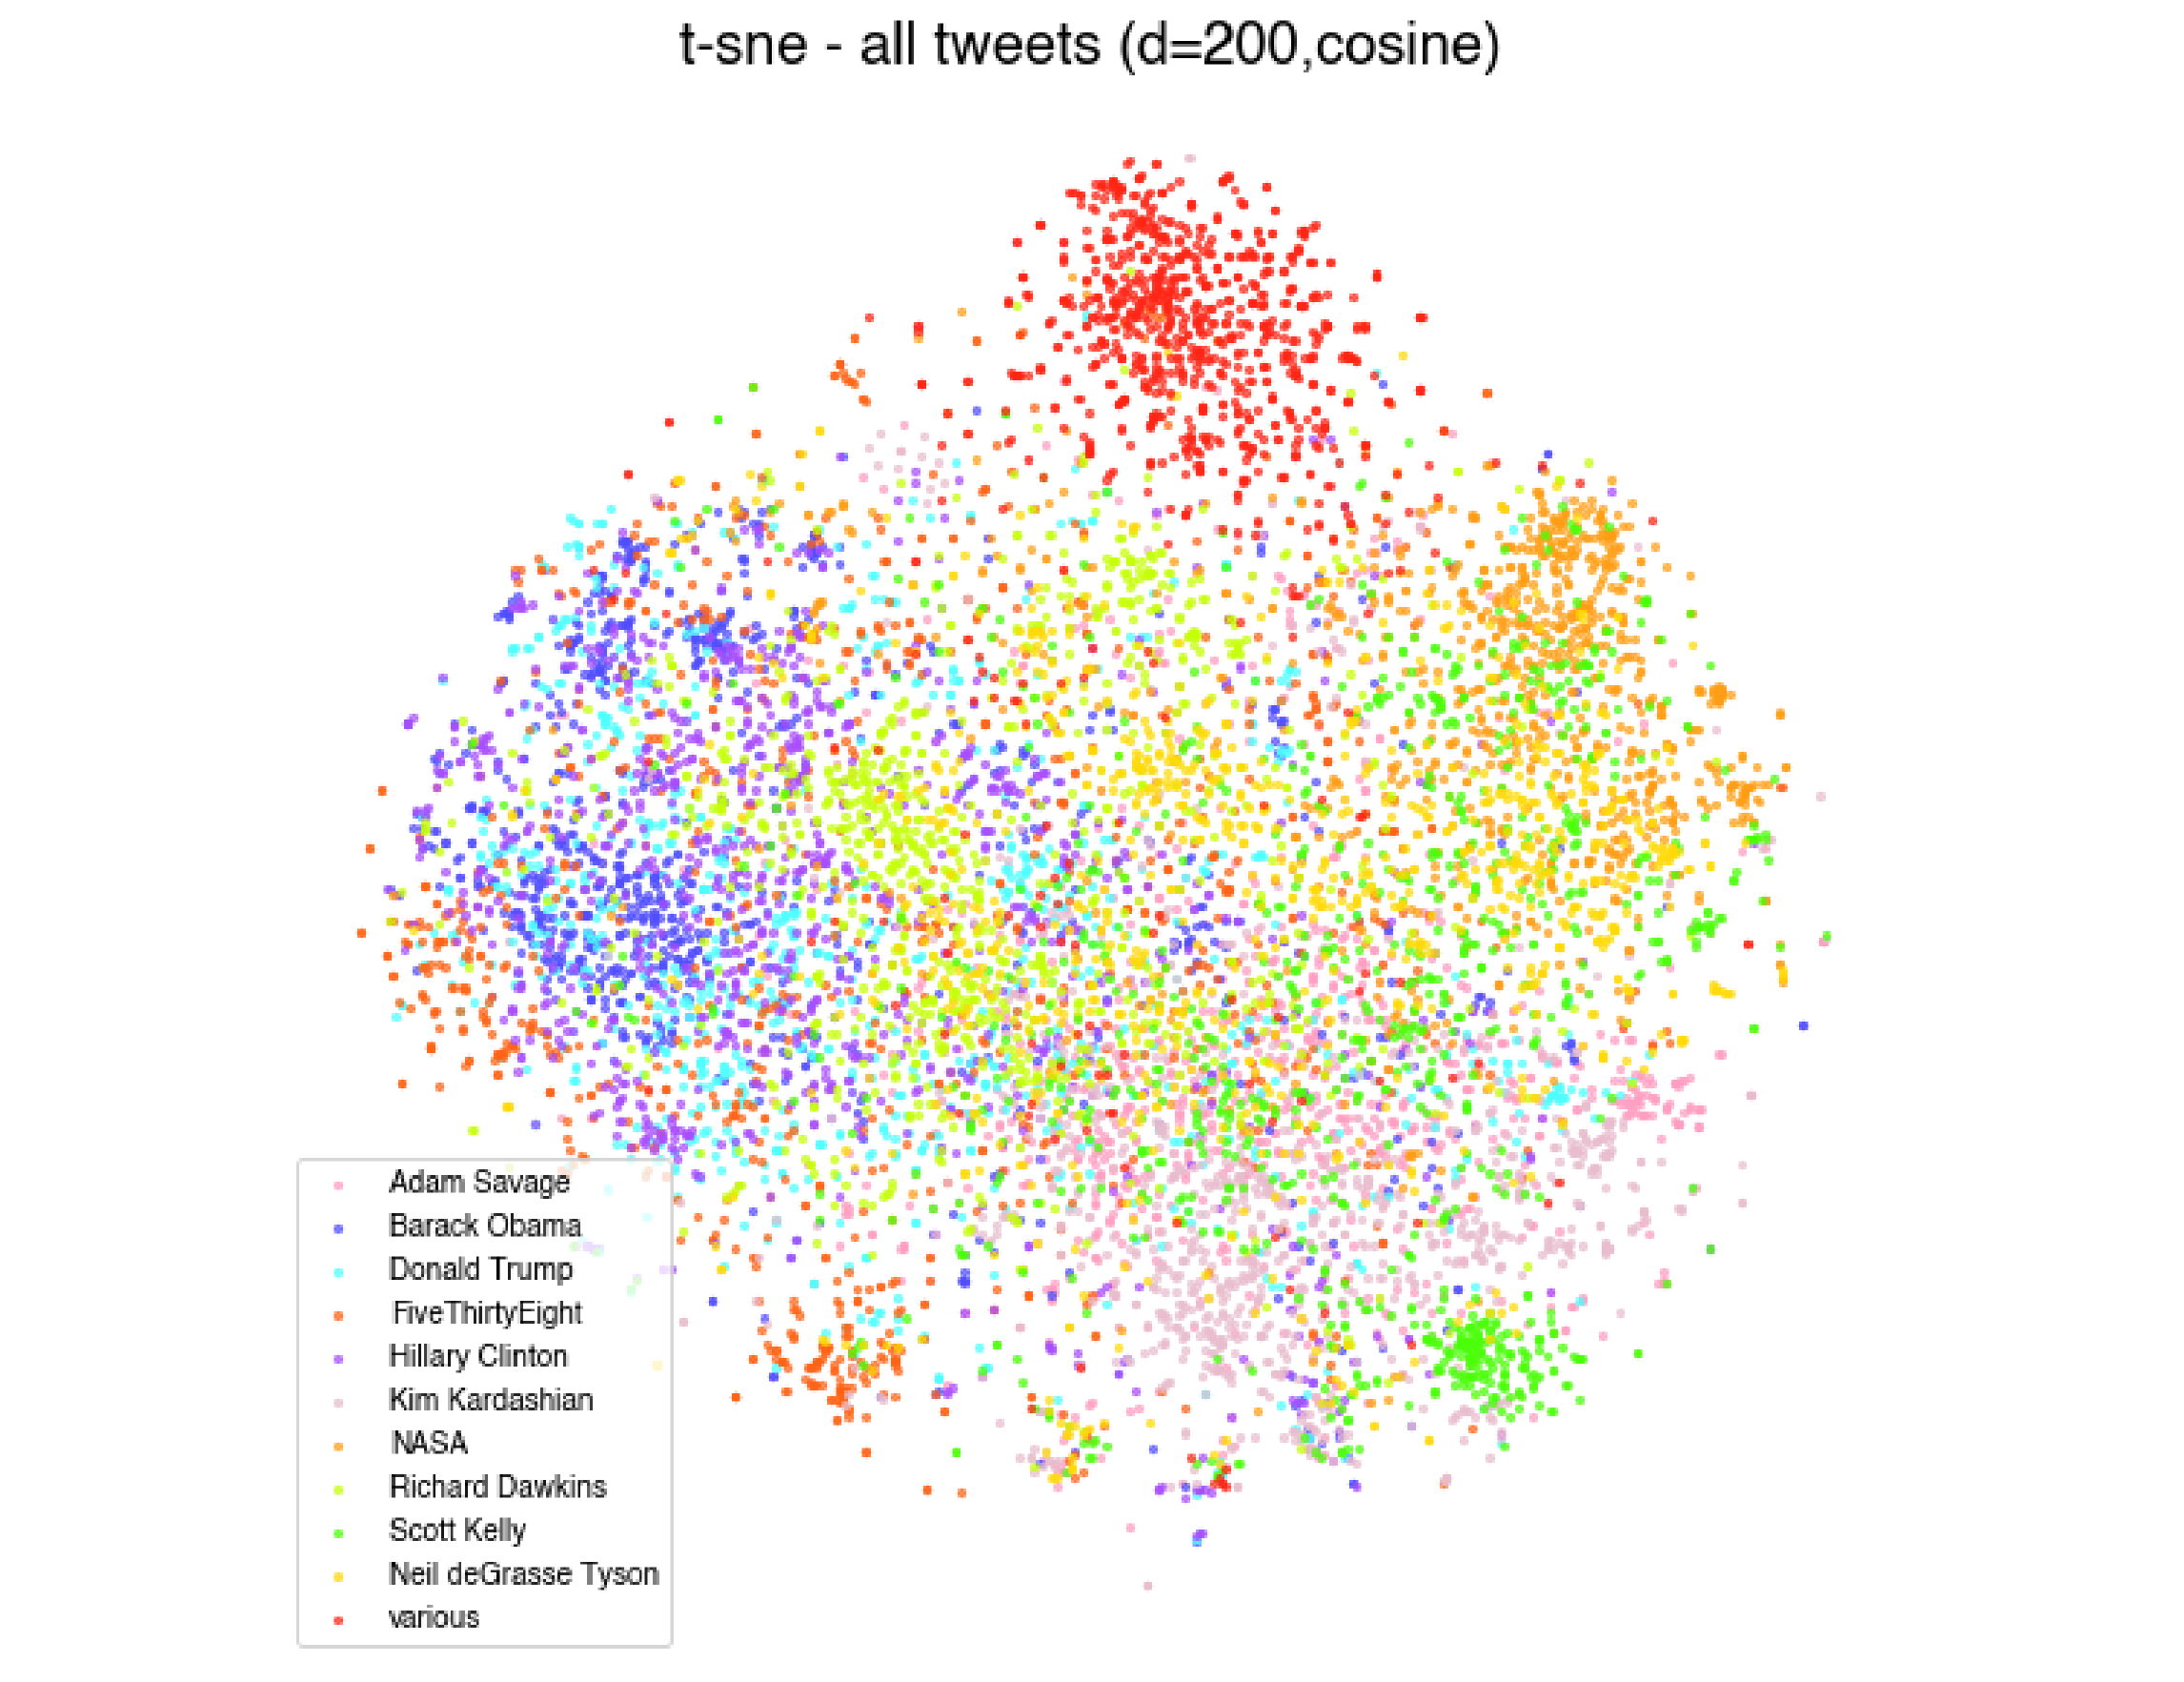 t-sne - all tweets (d=200,cosine)
Adam Savage
Barack Obama
Donald Trump
FiveThirtyEight
Hillary Clinton
Kim Kardashian
NASA
Richard Dawkins
Scott Kelly
Neil deGrasse Tyson
various